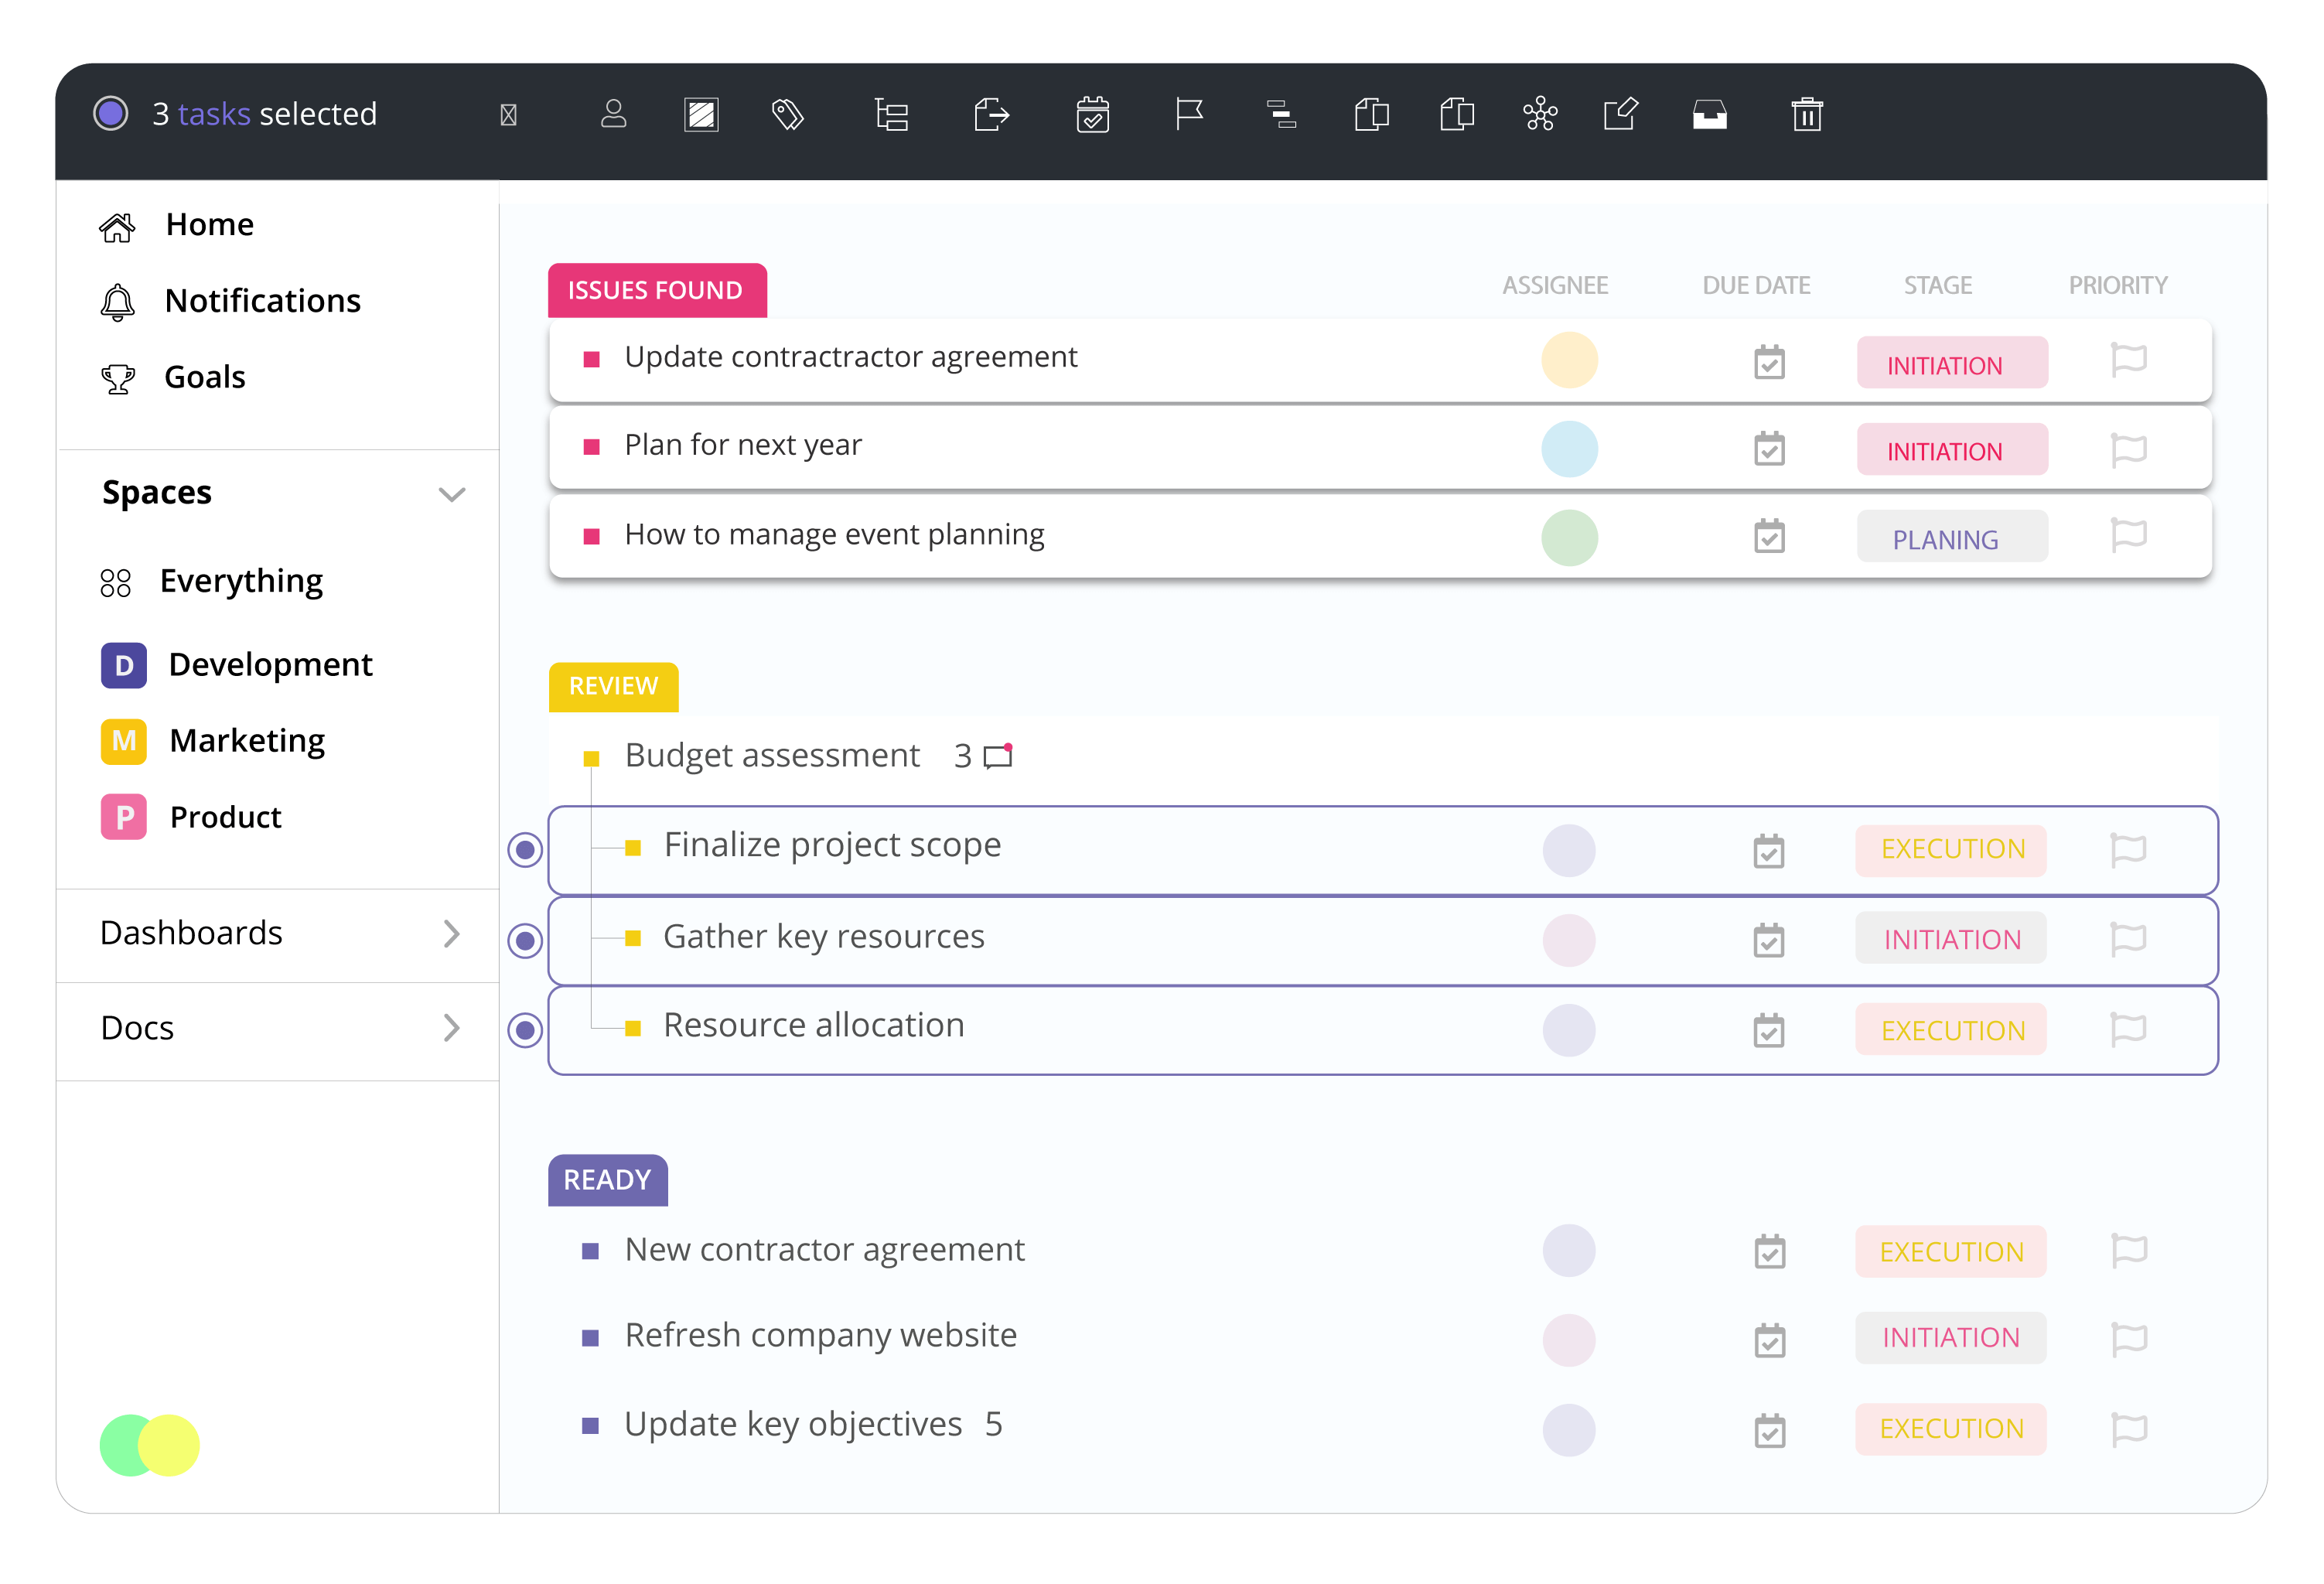 3 tasks selected
Home
Notifications
Goals
Spaces
Everything
D Development
M Marketing
P Product
Dashboards
Docs
ISSUES FOUND ASSIGNEE DUE DATE STAGE PRIORITY
Update contractractor agreement INITIATION
Plan for next year INITIATION
How to manage event planning PLANING
REVIEW
Budget assessment 3
Finalize project scope EXECUTION
Gather key resources INITIATION
Resource allocation EXECUTION
READY
New contractor agreement EXECUTION
Refresh company website INITIATION
Update key objectives 5 EXECUTION